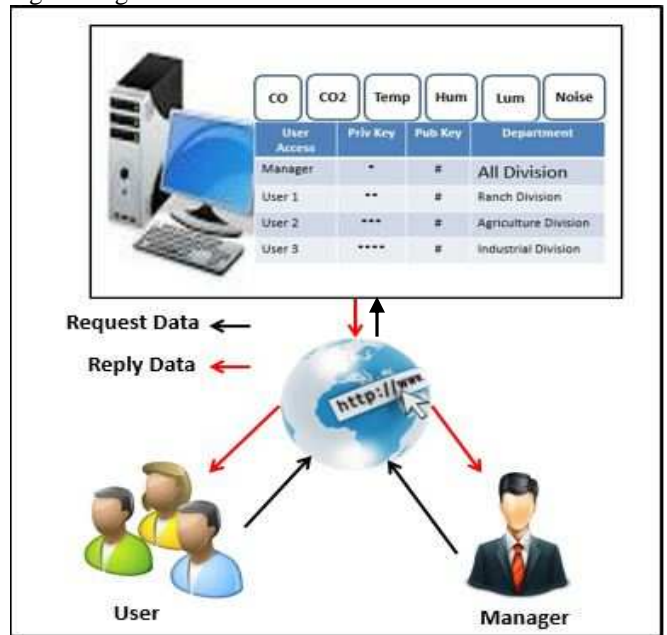 CO CO2 Temp Hum Lum Noise
User Access Priv Key Pub Key Department
Manager * # All Division
User 1 ** # Ranch Division
User 2 *** # Agriculture Division
User 3 **** # Industrial Division
Request Data
Reply Data
http://www.
User
Manager